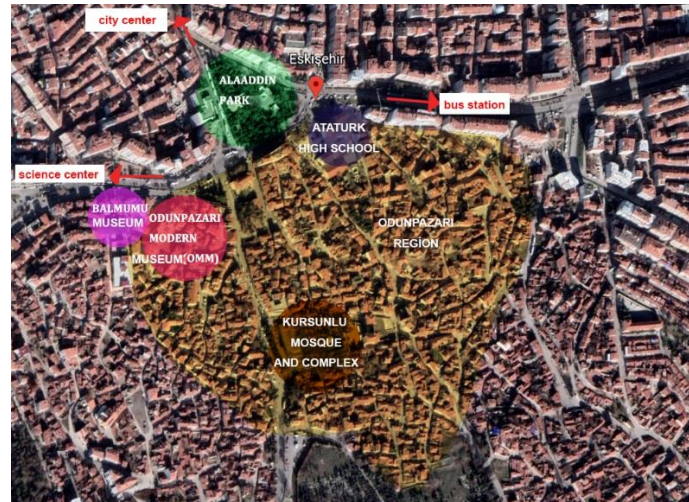 city center
Eskişehir
ALAADDIN
PARK
bus station
ATATURK
HIGH SCHOOL
science center
BALMUMU
MUSEUM
ODUNPAZARI
MODERN
MUSEUM(OMM)
ODUNPAZARI
REGION
KURSUNLU
MOSQUE
AND COMPLEX